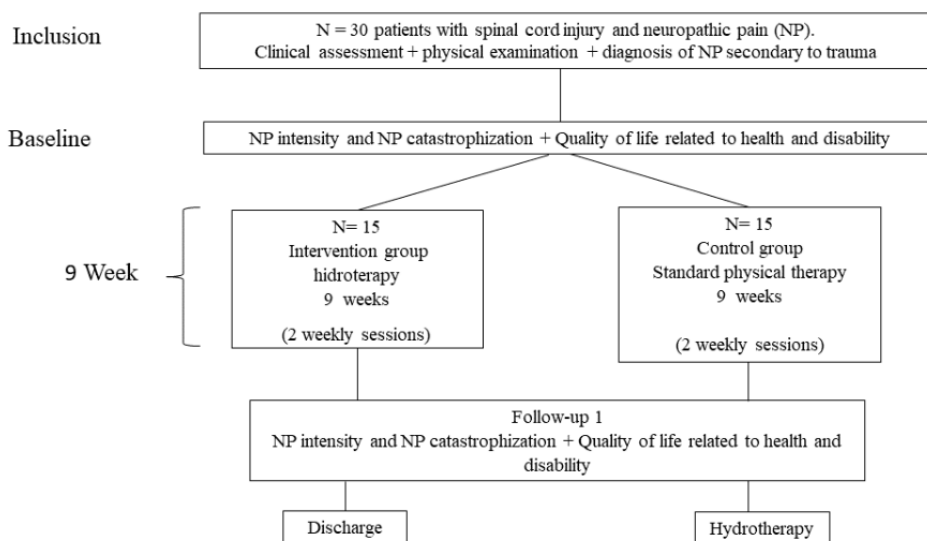 Inclusion
N = 30 patients with spinal cord injury and neuropathic pain (NP).
Clinical assessment + physical examination + diagnosis of NP secondary to trauma
Baseline
NP intensity and NP catastrophization + Quality of life related to health and disability
9 Week
N= 15
Intervention group
hidroterapy
9 weeks
(2 weekly sessions)
N= 15
Control group
Standard physical therapy
9 weeks
(2 weekly sessions)
Follow-up 1
NP intensity and NP catastrophization + Quality of life related to health and
disability
Discharge
Hydrotherapy